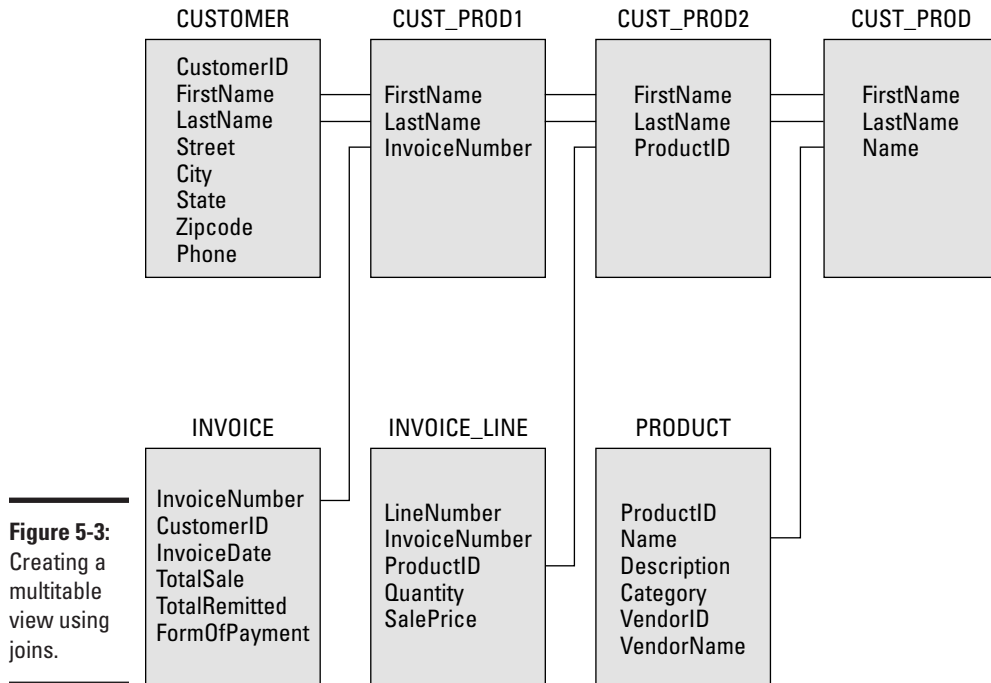 CUSTOMER
CustomerID
FirstName
LastName
Street
City
State
Zipcode
Phone
CUST_PROD1
FirstName
LastName
InvoiceNumber
CUST_PROD2
FirstName
LastName
ProductID
CUST_PROD
FirstName
LastName
Name
INVOICE
InvoiceNumber
CustomerID
InvoiceDate
TotalSale
TotalRemitted
FormOfPayment
INVOICE_LINE
LineNumber
InvoiceNumber
ProductID
Quantity
SalePrice
PRODUCT
ProductID
Name
Description
Category
VendorID
VendorName
Figure 5-3:
Creating a
multitable
view using
joins.